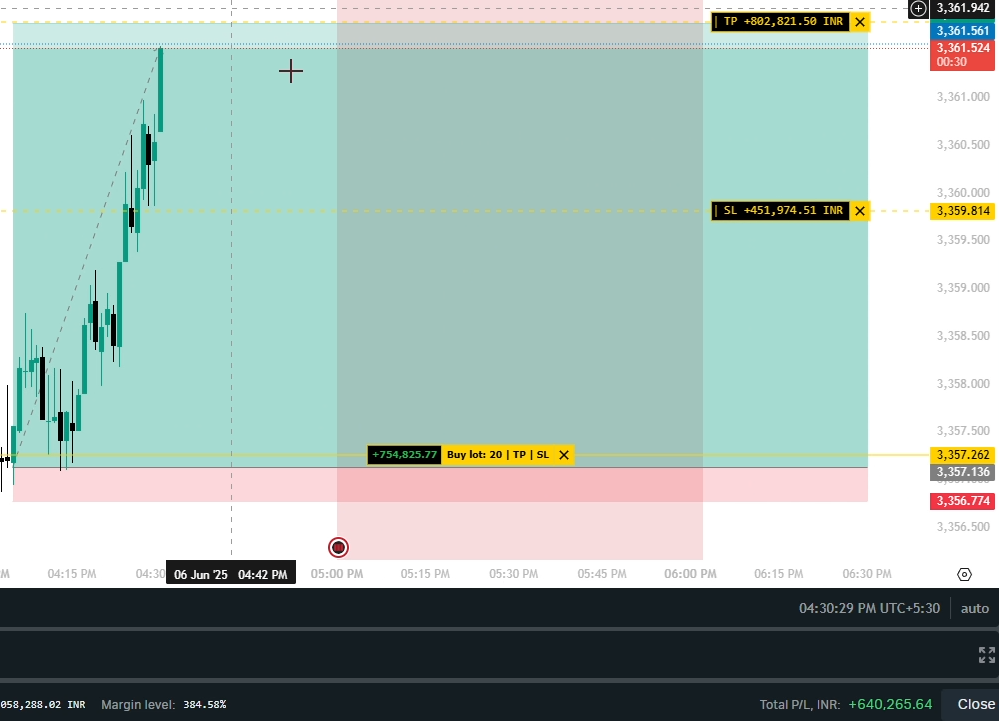 3,361.942
TP +802,821.50 INR
3,361.561
3,361.524
00:30
3,361.000
3,360.500
3,360.000
SL +451,974.51 INR
3,359.814
3,359.500
3,359.000
3,358.500
3,358.000
3,357.500
+754,825.77 Buy lot: 20 | TP | SL
3,357.262
3,357.136
3,356.774
3,356.500
04:15 PM
04:30
06 Jun '25 04:42 PM
05:00 PM
05:15 PM
05:30 PM
05:45 PM
06:00 PM
06:15 PM
06:30 PM
04:30:29 PM UTC+5:30
auto
058,288.02 INR
Margin level: 384.58%
Total P/L, INR: +640,265.64
Close